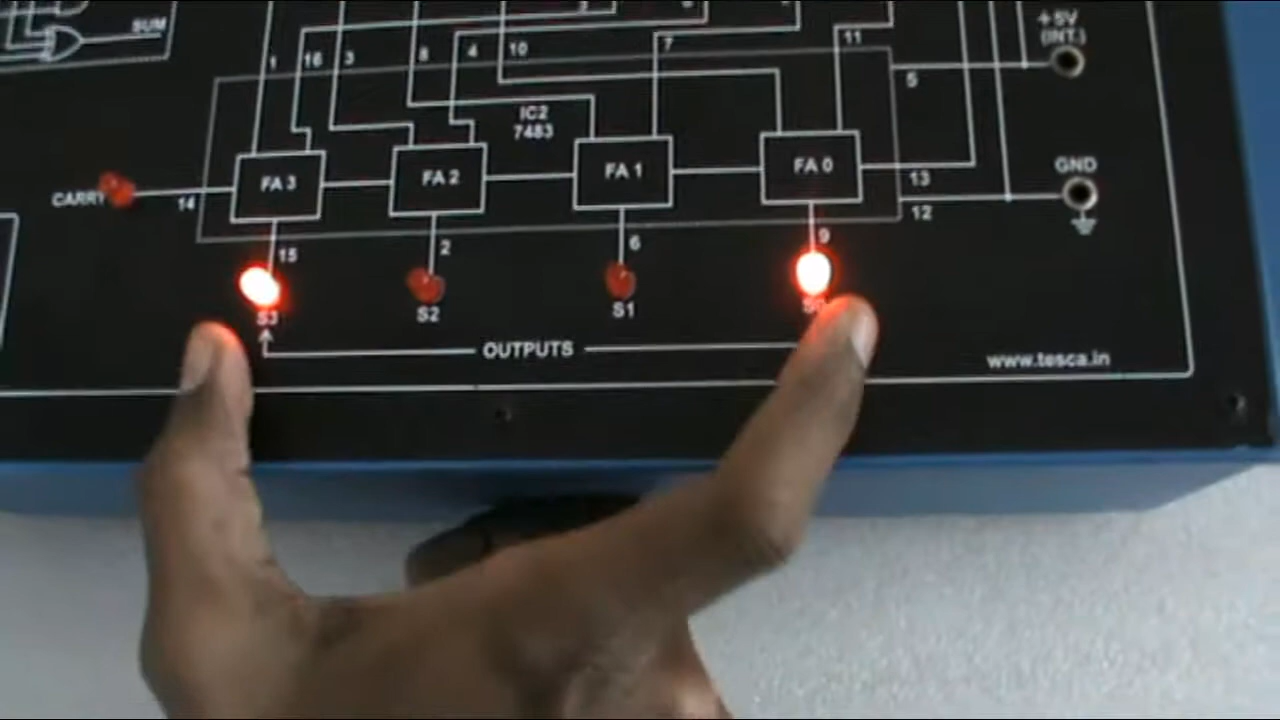 SUM
+5V
(INT.)
1 16 3 8 4 10 7 11
5
IC2
7483
FA 3 FA 2 FA 1 FA 0
GND
CARRY
14
13
12
15 2 6 9
S3 S2 S1
OUTPUTS
www.tesca.in